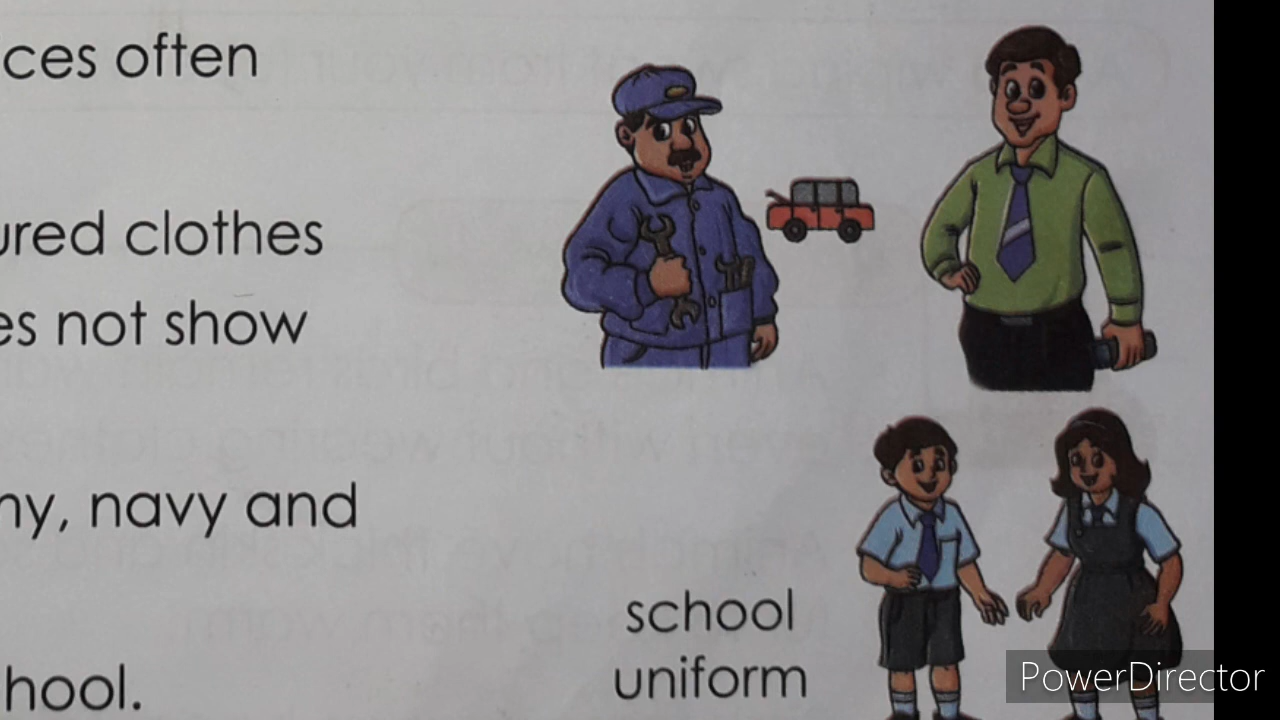 ces often
ured clothes
es not show
ny, navy and
school
uniform
hool.
PowerDirector